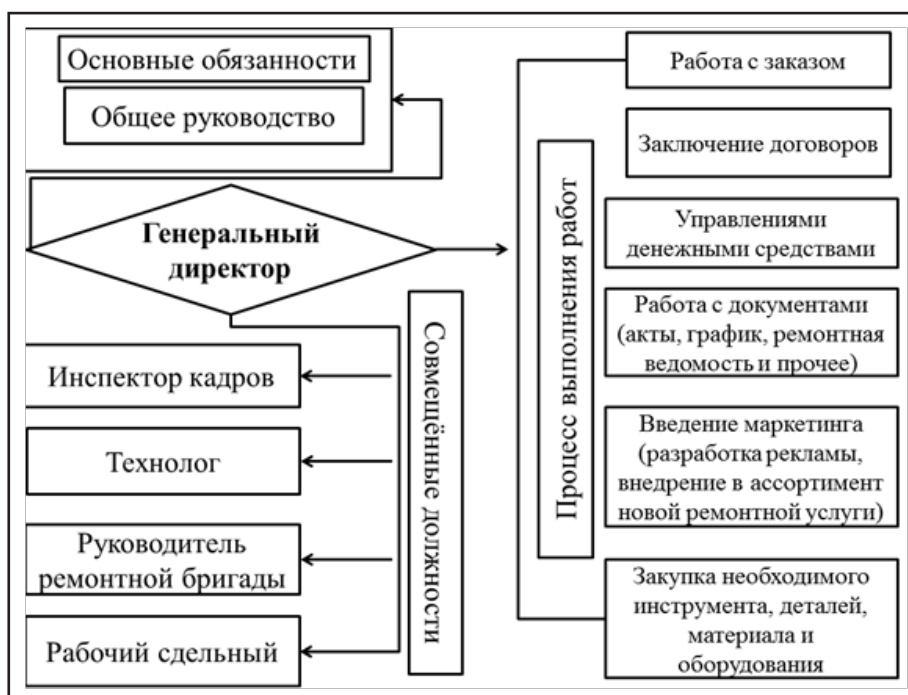 Основные обязанности
Общее руководство
Генеральный
директор
Инспектор кадров
Технолог
Руководитель
ремонтной бригады
Рабочий сдельный
Совмещённые должности
Процесс выполнения работ
Работа с заказом
Заключение договоров
Управлениями
денежными средствами
Работа с документами
(акты, график, ремонтная
ведомость и прочее)
Введение маркетинга
(разработка рекламы,
внедрение в ассортимент
новой ремонтной услуги)
Закупка необходимого
инструмента, деталей,
материала и
оборудования